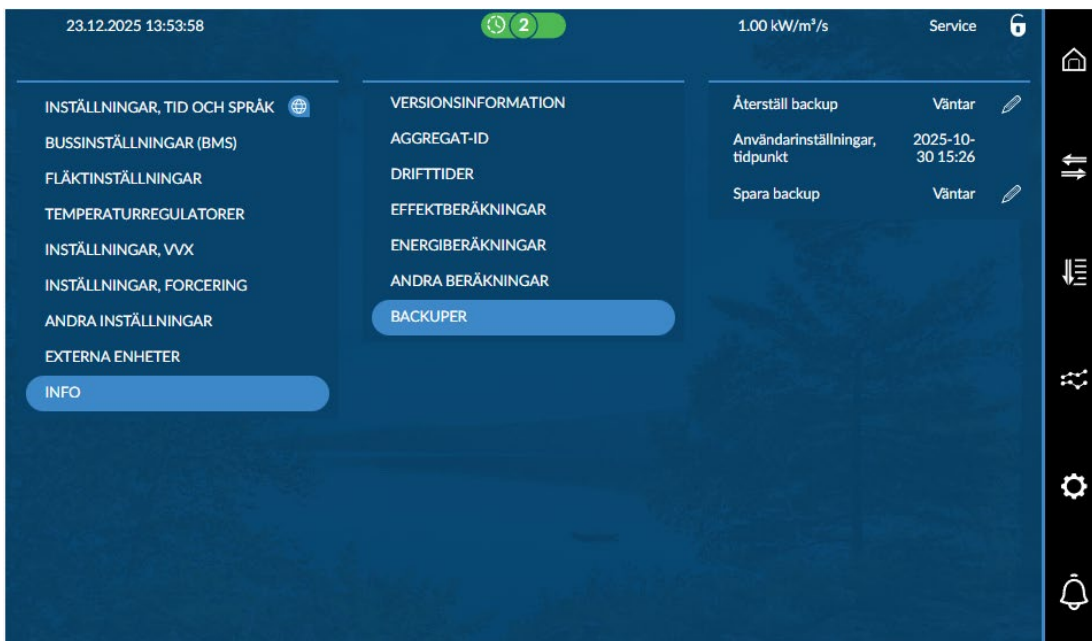 23.12.2025 13:53:58
2
1.00 kW/m³/s
Service
INSTÄLLNINGAR, TID OCH SPRÅK
BUSSINSTÄLLNINGAR (BMS)
FLÄKTINSTÄLLNINGAR
TEMPERATURREGULATORER
INSTÄLLNINGAR, VVX
INSTÄLLNINGAR, FORCERING
ANDRA INSTÄLLNINGAR
EXTERNA ENHETER
INFO
VERSIONSINFORMATION
AGGREGAT-ID
DRIFTTIDER
EFFEKTBERÄKNINGAR
ENERGIBERÄKNINGAR
ANDRA BERÄKNINGAR
BACKUPER
Återställ backup Väntar
Användarinställningar, 2025-10-
tidpunkt 30 15:26
Spara backup Väntar